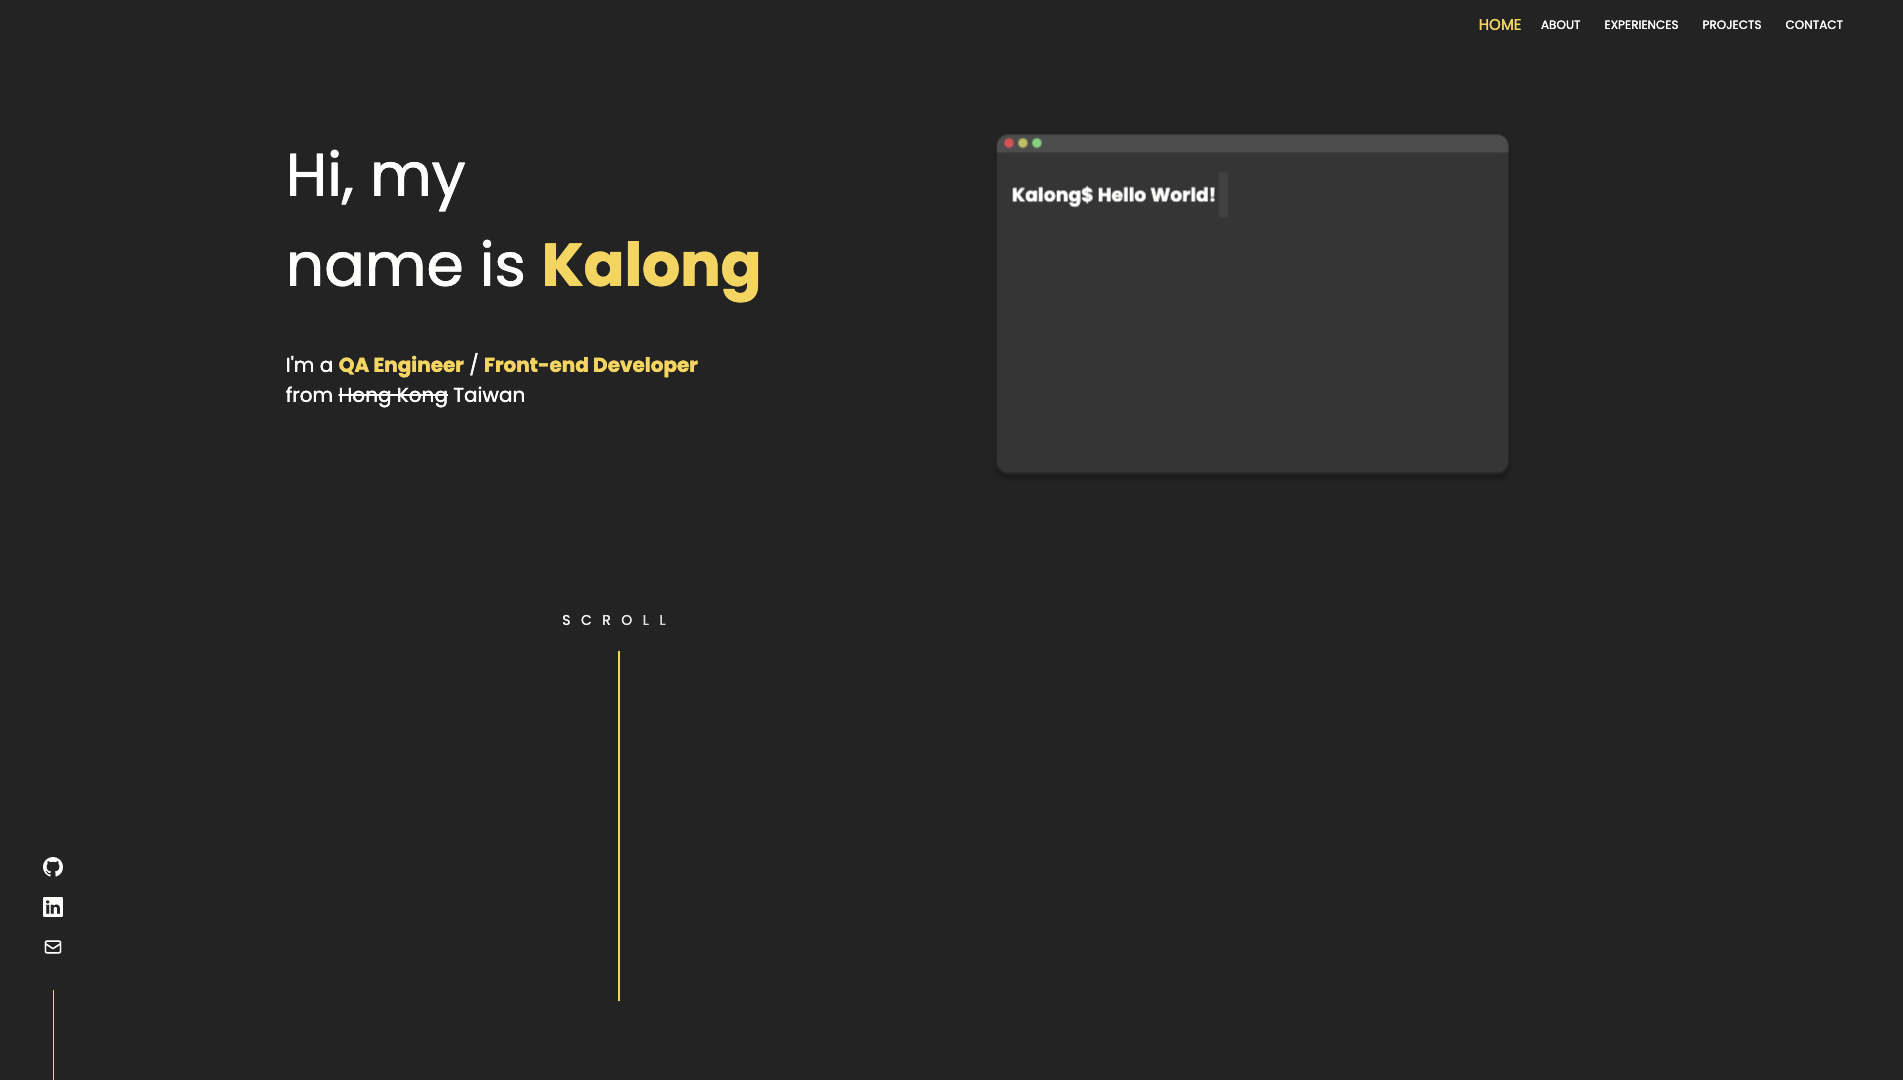 HOME ABOUT EXPERIENCES PROJECTS CONTACT
Hi, my
name is Kalong
I'm a QA Engineer / Front-end Developer
from Hong Kong Taiwan
Kalong$ Hello World!
SCROLL